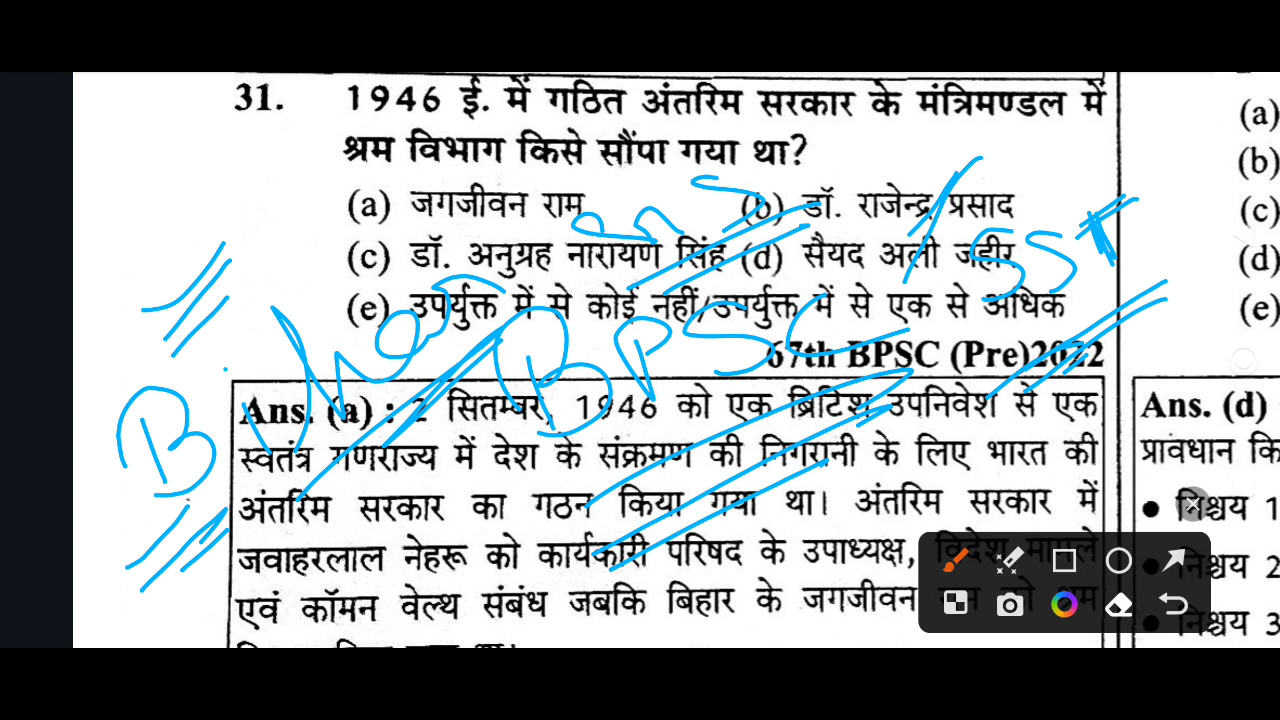 31. 1946 ई. में गठित अंतरिम सरकार के मंत्रिमण्डल में
श्रम विभाग किसे सौंपा गया था?
(a) जगजीवन राम (b) डॉ. राजेन्द्र प्रसाद
(c) डॉ. अनुग्रह नारायण सिंह (d) सैयद अली जहीर
(e) उपर्युक्त में से कोई नहीं/उपर्युक्त में से एक से अधिक
67th BPSC (Pre)2022
Ans. (a) : 2 सितम्बर, 1946 को एक ब्रिटिश उपनिवेश से एक
स्वतंत्र गणराज्य में देश के संक्रमण की निगरानी के लिए भारत की
अंतरिम सरकार का गठन किया गया था। अंतरिम सरकार में
जवाहरलाल नेहरू को कार्यकारी परिषद के उपाध्यक्ष, विदेश मामले
एवं कॉमन वेल्थ संबंध जबकि बिहार के जगजीवन राम को श्रम
BPSC
SST
(a)
(b)
(c)
(d)
(e)
Ans. (d)
प्रावधान कि
• निश्चय 1
• निश्चय 2
• निश्चय 3